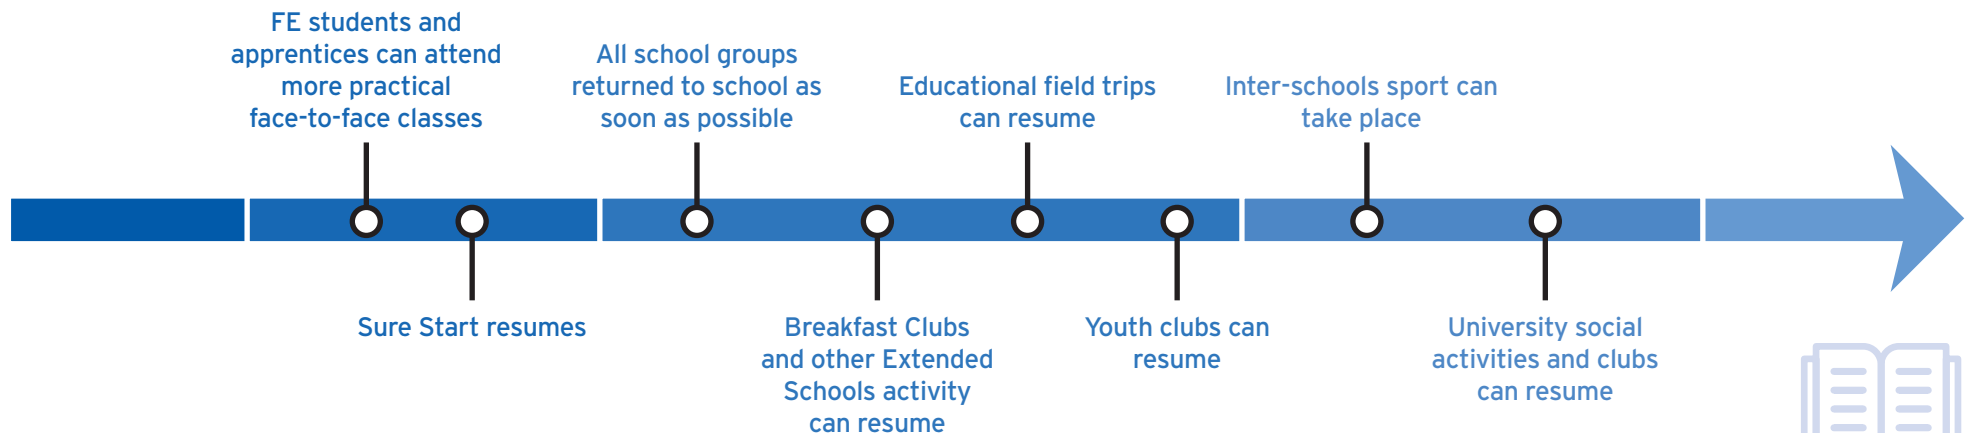 FE students and
apprentices can attend
more practical
face-to-face classes
Sure Start resumes
All school groups
returned to school as
soon as possible
Breakfast Clubs
and other Extended
Schools activity
can resume
Educational field trips
can resume
Youth clubs can
resume
Inter-schools sport can
take place
University social
activities and clubs
can resume